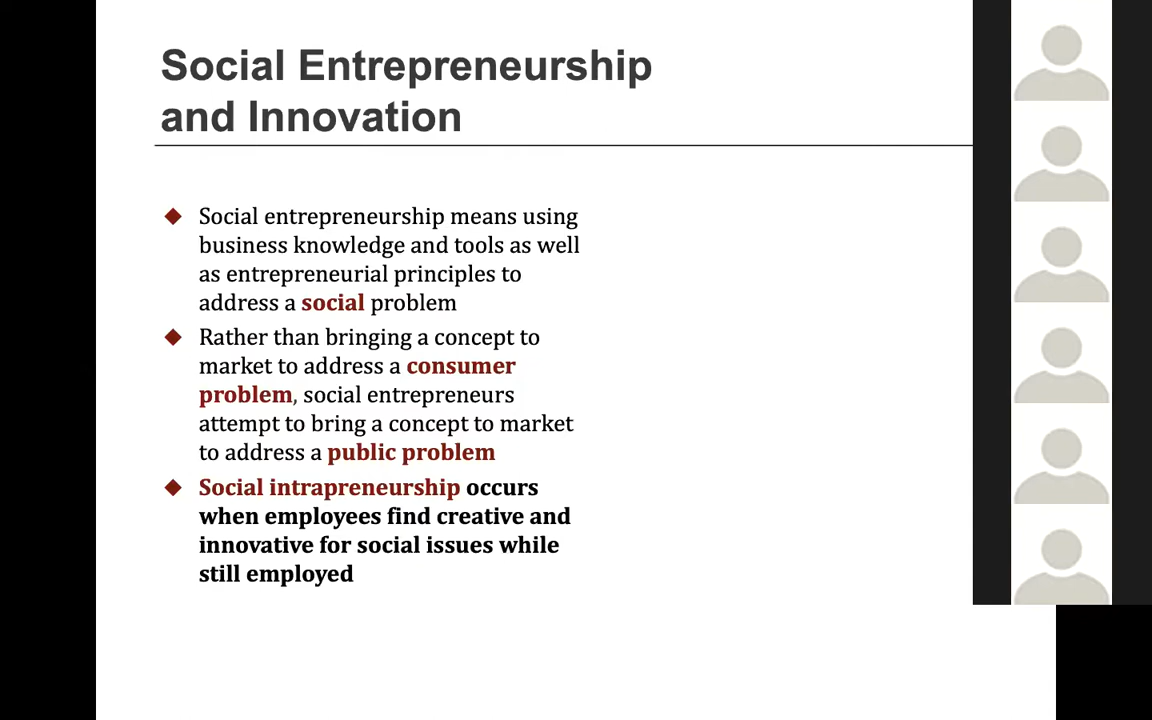 Social Entrepreneurship
and Innovation
Social entrepreneurship means using
business knowledge and tools as well
as entrepreneurial principles to
address a social problem
Rather than bringing a concept to
market to address a consumer
problem, social entrepreneurs
attempt to bring a concept to market
to address a public problem
Social intrapreneurship occurs
when employees find creative and
innovative for social issues while
still employed